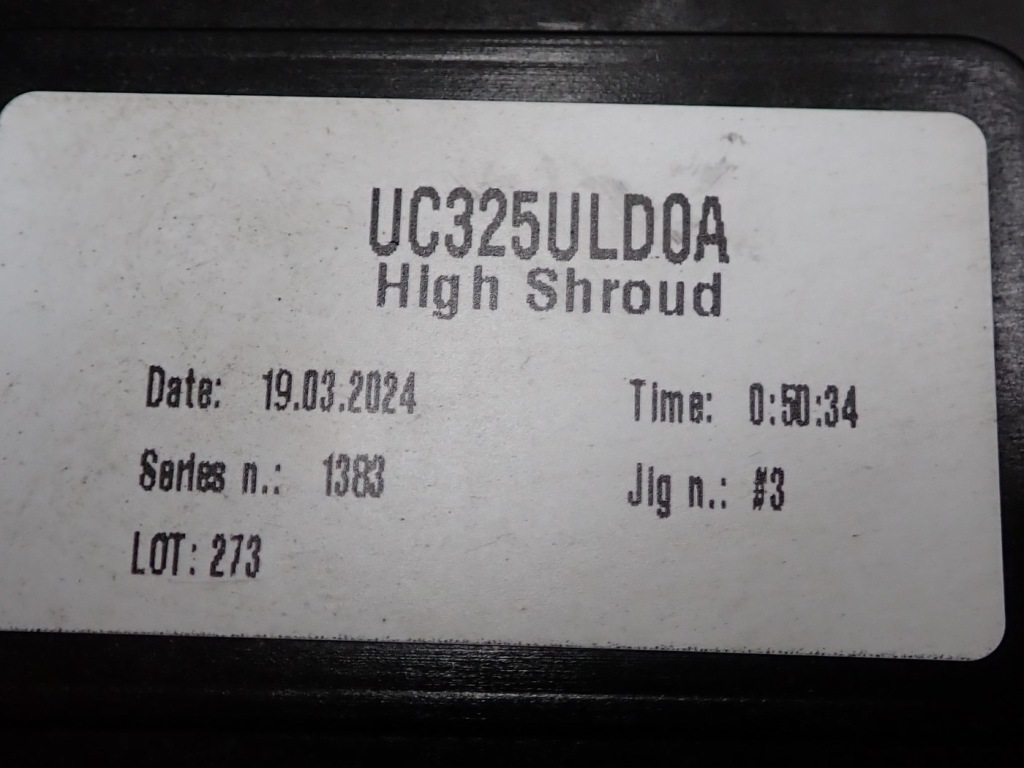 UC325ULD0A
High Shroud
Date: 19.03.2024 Time: 0:50:34
Series n.: 1383 Jig n.: #3
LOT: 273